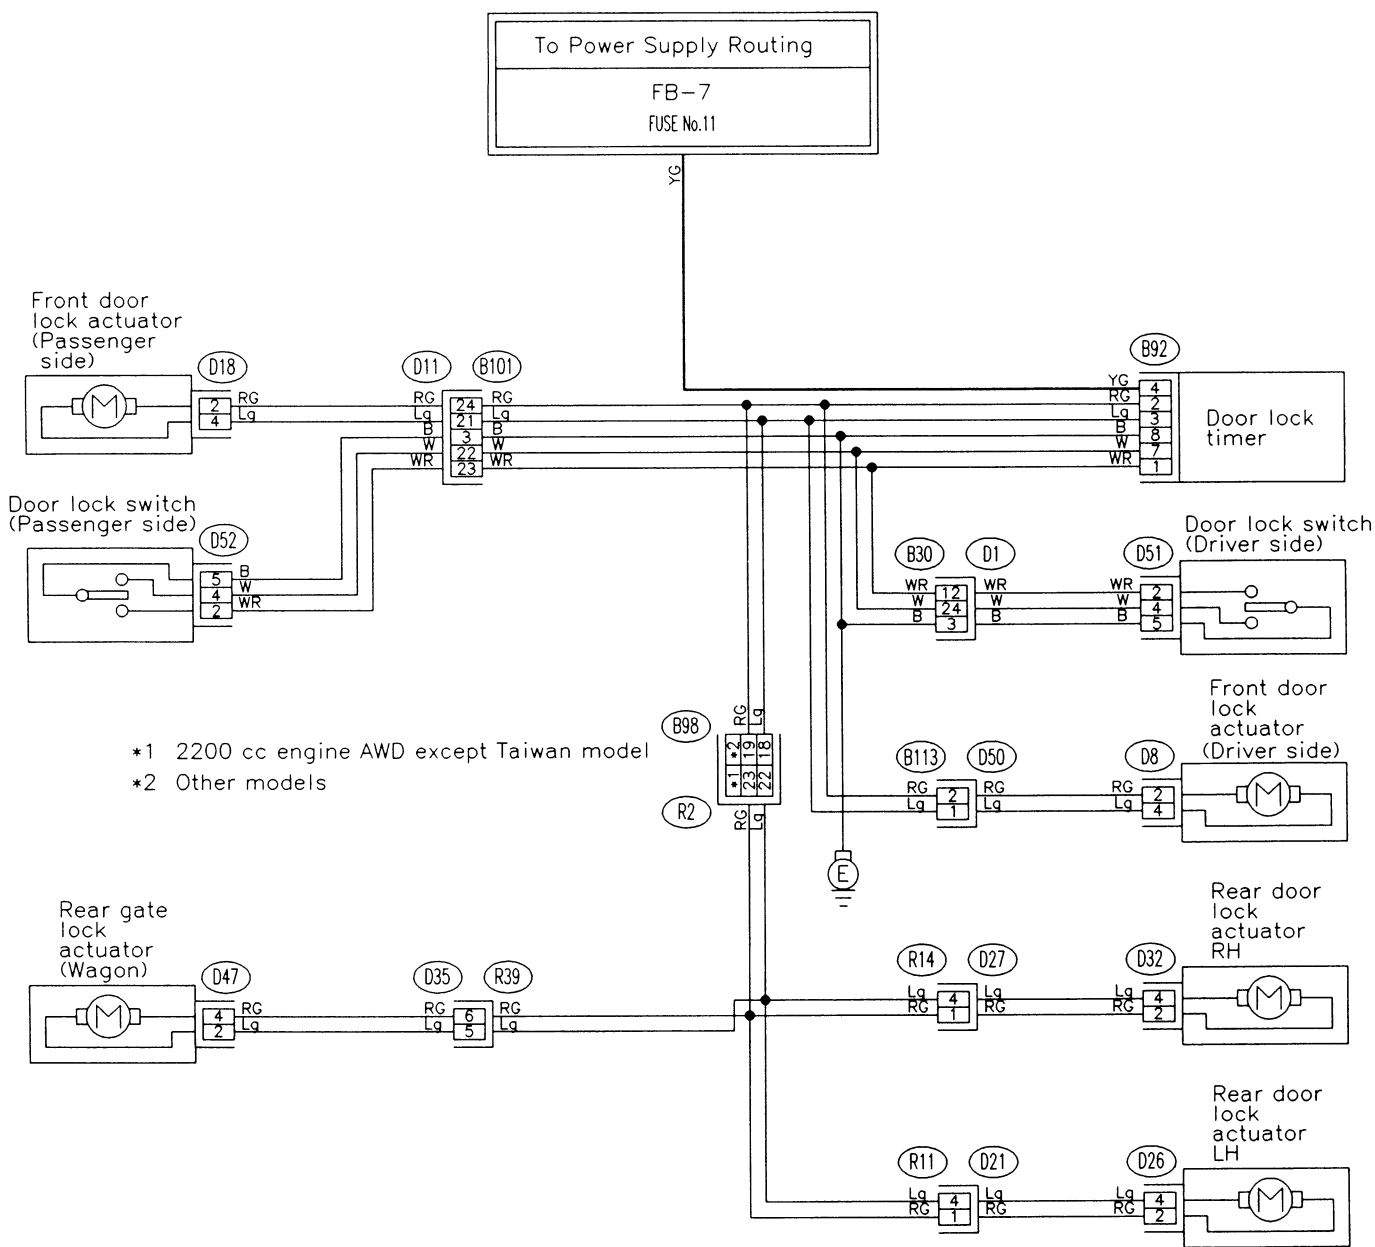 To Power Supply Routing
FB-7
FUSE No.11
YG
Front door
lock actuator
(Passenger
side)
D18
D11
B101
B92
M
2
4
RG
Lg
RG
Lg
B
W
WR
24
21
3
22
23
RG
Lg
B
W
WR
YG
RG
Lg
B
W
WR
4
2
3
8
7
1
Door lock
timer
Door lock switch
(Passenger side)
D52
5
4
2
B
W
WR
Door lock switch
(Driver side)
B30
D1
D51
WR
W
B
12
24
3
WR
W
B
WR
W
B
2
4
5
*1 2200 cc engine AWD except Taiwan model
*2 Other models
B98
RG
Lg
*2
19
18
*1
23
22
R2
RG
Lg
Front door
lock
actuator
(Driver side)
B113
D50
D8
RG
Lg
2
1
RG
Lg
RG
Lg
2
4
M
E
Rear gate
lock
actuator
(Wagon)
D47
D35
R39
M
4
2
RG
Lg
RG
Lg
6
5
RG
Lg
Rear door
lock
actuator
RH
R14
D27
D32
Lg
RG
4
1
Lg
RG
Lg
RG
4
2
M
Rear door
lock
actuator
LH
R11
D21
D26
Lg
RG
4
1
Lg
RG
Lg
RG
4
2
M